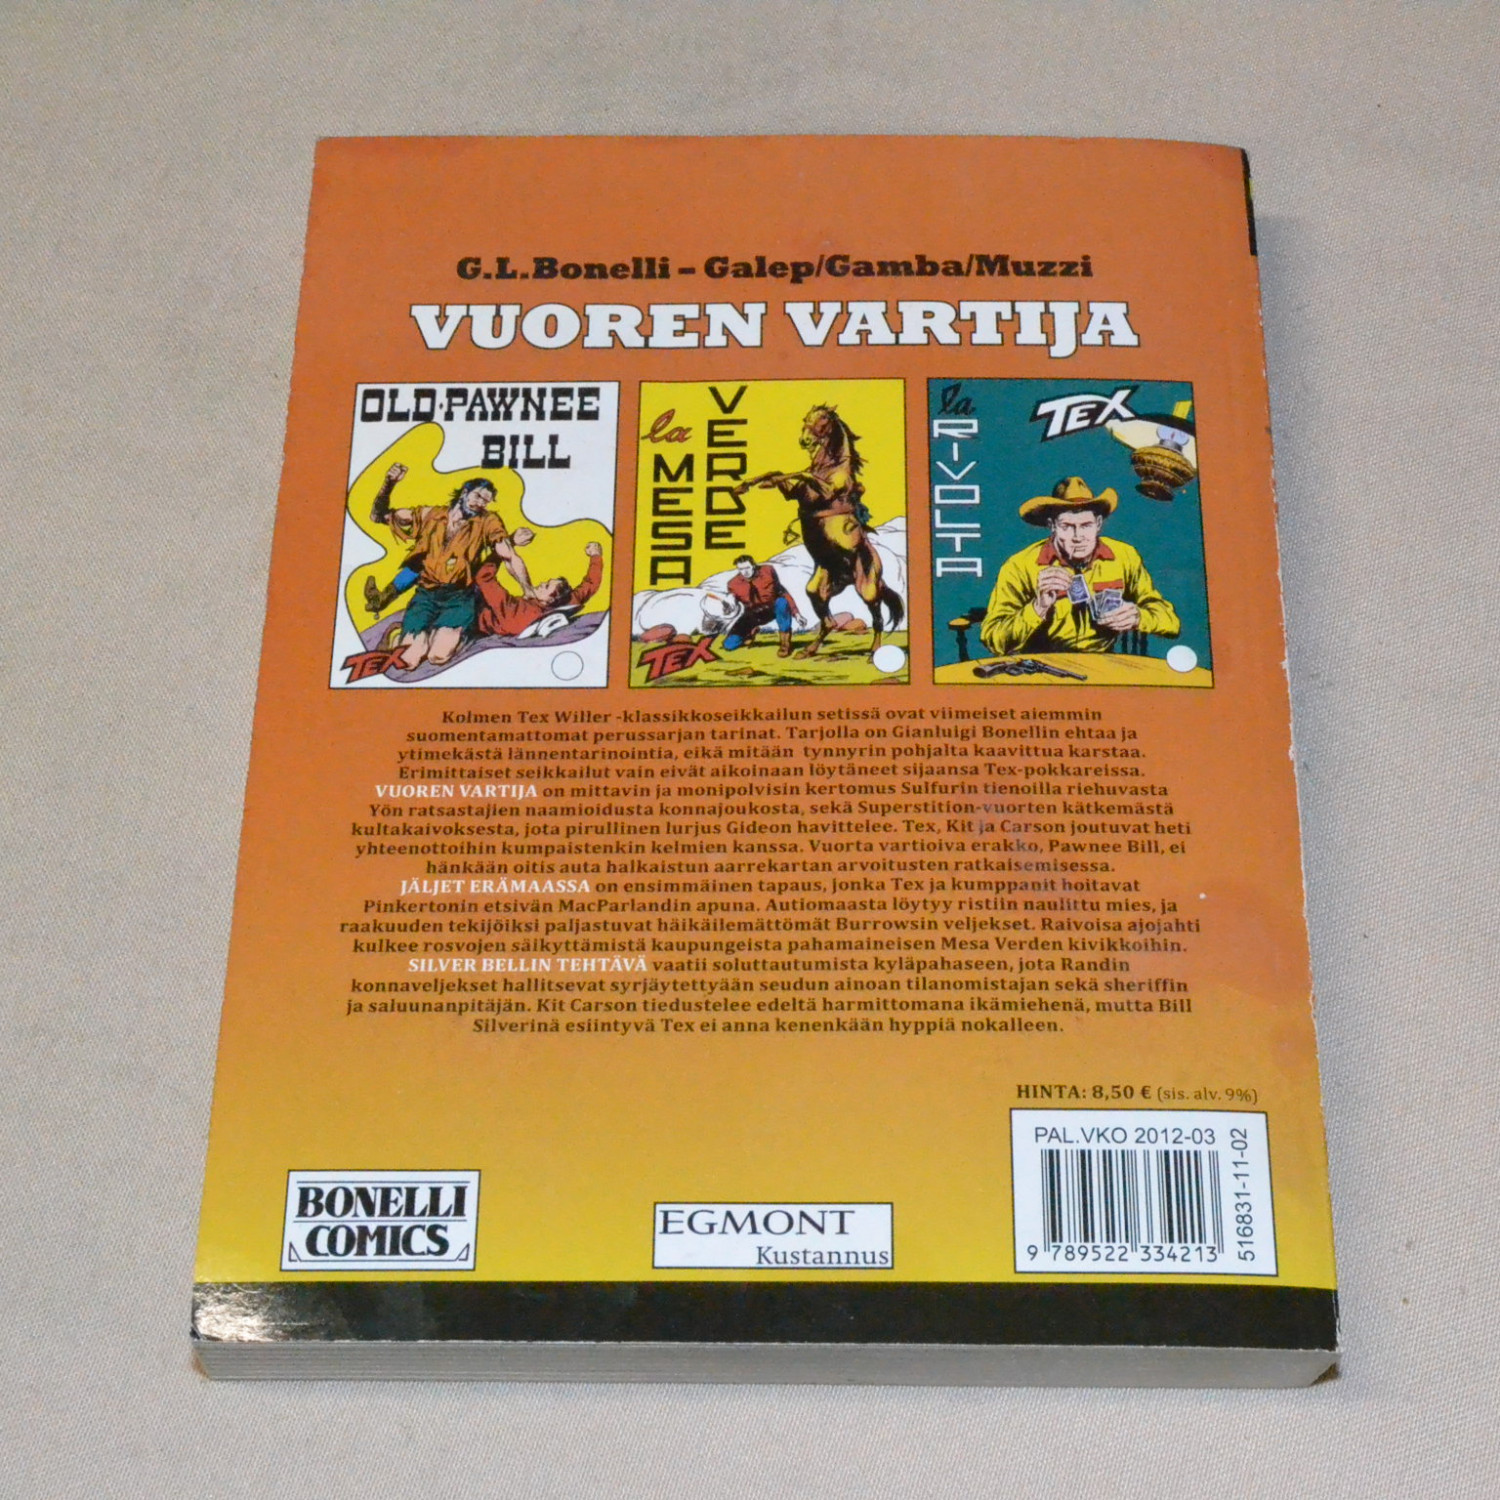 G.L.Bonelli – Galep/Gamba/Muzzi
VUOREN VARTIJA
OLD·PAWNEE
BILL
TEX
la
VERDE
MESA
TEX
la
RIVOLTA
TEX
Kolmen Tex Willer -klassikkoseikkailun setissä ovat viimeiset aiemmin
suomentamattomat perussarjan tarinat. Tarjolla on Gianluigi Bonellin ehtaa ja
ytimekästä lännentarinointia, eikä mitään tynnyrin pohjalta kaavittua karstaa.
Erimittaiset seikkailut vain eivät aikoinaan löytäneet sijaansa Tex-pokkareissa.
VUOREN VARTIJA on mittavin ja monipolvisin kertomus Sulfurin tienoilla riehuvasta
Yön ratsastajien naamioidusta konnajoukosta, sekä Superstition-vuorten kätkemästä
kultakaivoksesta, jota pirullinen lurjus Gideon havittelee. Tex, Kit ja Carson joutuvat heti
yhteenottoihin kumpaistenkin kelmien kanssa. Vuorta vartioiva erakko, Pawnee Bill, ei
hänkään oitis auta halkaistun aarrekartan arvoitusten ratkaisemisessa.
JÄLJET ERÄMAASSA on ensimmäinen tapaus, jonka Tex ja kumppanit hoitavat
Pinkertonin etsivän MacParlandin apuna. Autiomaasta löytyy ristiin naulittu mies, ja
raakuuden tekijöiksi paljastuvat häikäilemättömät Burrowsin veljekset. Raivoisa ajojahti
kulkee rosvojen säikyttämistä kaupungeista pahamaineisen Mesa Verden kivikkoihin.
SILVER BELLIN TEHTÄVÄ vaatii soluttautumista kyläpahaseen, jota Randin
konnaveljekset hallitsevat syrjäytettyään seudun ainoan tilanomistajan sekä sheriffin
ja saluunanpitäjän. Kit Carson tiedustelee edeltä harmittomana ikämiehenä, mutta Bill
Silverinä esiintyvä Tex ei anna kenenkään hyppiä nokalleen.
HINTA: 8,50 € (sis. alv. 9%)
PAL.VKO 2012-03
516831-11-02
9 789522 334213
BONELLI
COMICS
EGMONT
Kustannus